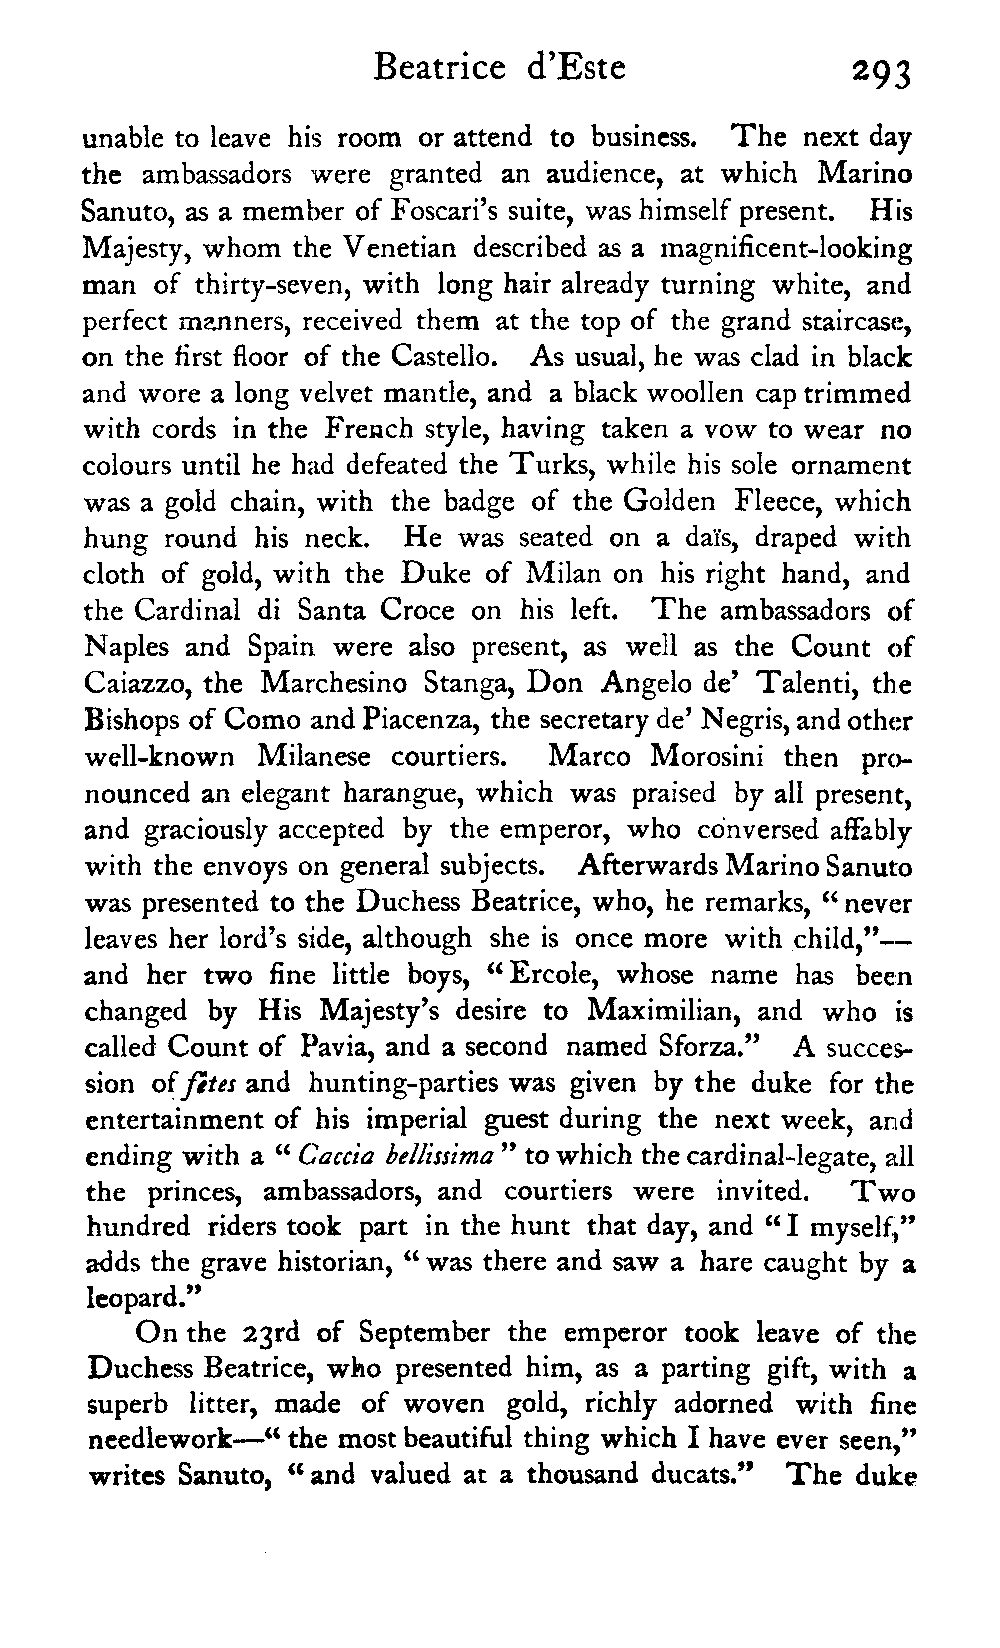 Beatrice d'Este 293
unable to leave his room or attend to business. The next day
the ambassadors were granted an audience, at which Marino
Sanuto, as a member of Foscari's suite, was himself present. His
Majesty, whom the Venetian described as a magnificent-looking
man of thirty-seven, with long hair already turning white, and
perfect manners, received them at the top of the grand staircase,
on the first floor of the Castello. As usual, he was clad in black
and wore a long velvet mantle, and a black woollen cap trimmed
with cords in the French style, having taken a vow to wear no
colours until he had defeated the Turks, while his sole ornament
was a gold chain, with the badge of the Golden Fleece, which
hung round his neck. He was seated on a daïs, draped with
cloth of gold, with the Duke of Milan on his right hand, and
the Cardinal di Santa Croce on his left. The ambassadors of
Naples and Spain were also present, as well as the Count of
Caiazzo, the Marchesino Stanga, Don Angelo de' Talenti, the
Bishops of Como and Piacenza, the secretary de' Negris, and other
well-known Milanese courtiers. Marco Morosini then pro-
nounced an elegant harangue, which was praised by all present,
and graciously accepted by the emperor, who conversed affably
with the envoys on general subjects. Afterwards Marino Sanuto
was presented to the Duchess Beatrice, who, he remarks, "never
leaves her lord's side, although she is once more with child,"—
and her two fine little boys, "Ercole, whose name has been
changed by His Majesty's desire to Maximilian, and who is
called Count of Pavia, and a second named Sforza." A succes-
sion of fêtes and hunting-parties was given by the duke for the
entertainment of his imperial guest during the next week, and
ending with a "Caccia bellissima" to which the cardinal-legate, all
the princes, ambassadors, and courtiers were invited. Two
hundred riders took part in the hunt that day, and "I myself,"
adds the grave historian, "was there and saw a hare caught by a
leopard."
On the 23rd of September the emperor took leave of the
Duchess Beatrice, who presented him, as a parting gift, with a
superb litter, made of woven gold, richly adorned with fine
needlework—"the most beautiful thing which I have ever seen,"
writes Sanuto, "and valued at a thousand ducats." The duke